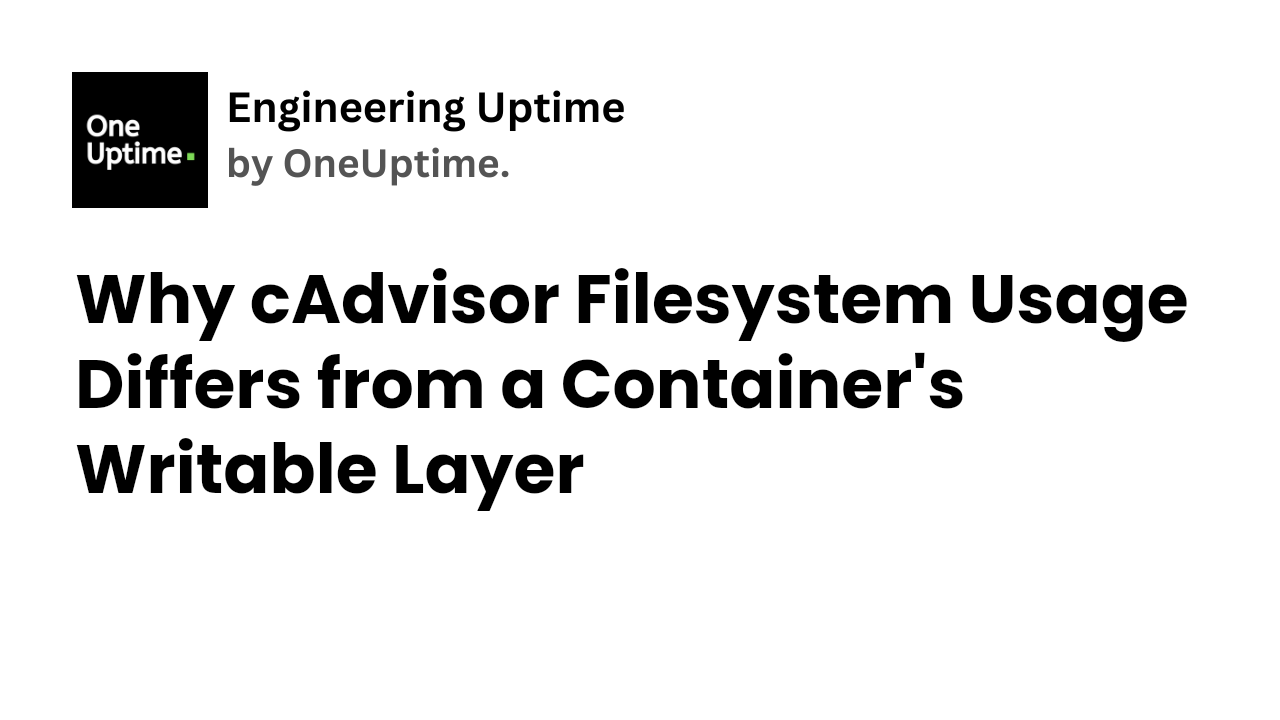 One
Uptime
Engineering Uptime
by OneUptime.
Why cAdvisor Filesystem Usage
Differs from a Container's
Writable Layer